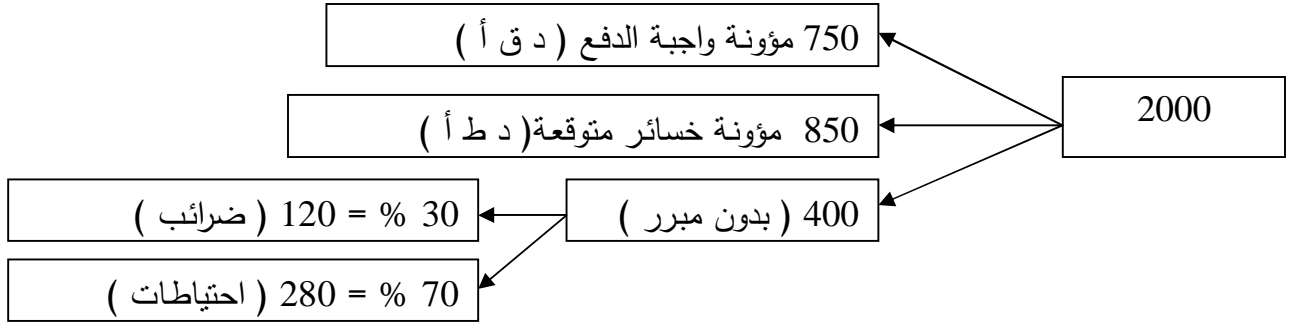 750 مؤونة واجبة الدفع ( د ق أ )
2000
850 مؤونة خسائر متوقعة( د ط أ )
400 ( بدون مبرر )
30 % = 120 ( ضرائب )
70 % = 280 ( احتياطات )